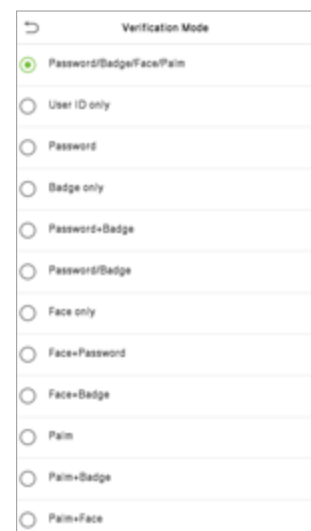 Verification Mode
Password/Badge/Face/Palm
User ID only
Password
Badge only
Password+Badge
Password/Badge
Face only
Face+Password
Face+Badge
Palm
Palm+Badge
Palm+Face